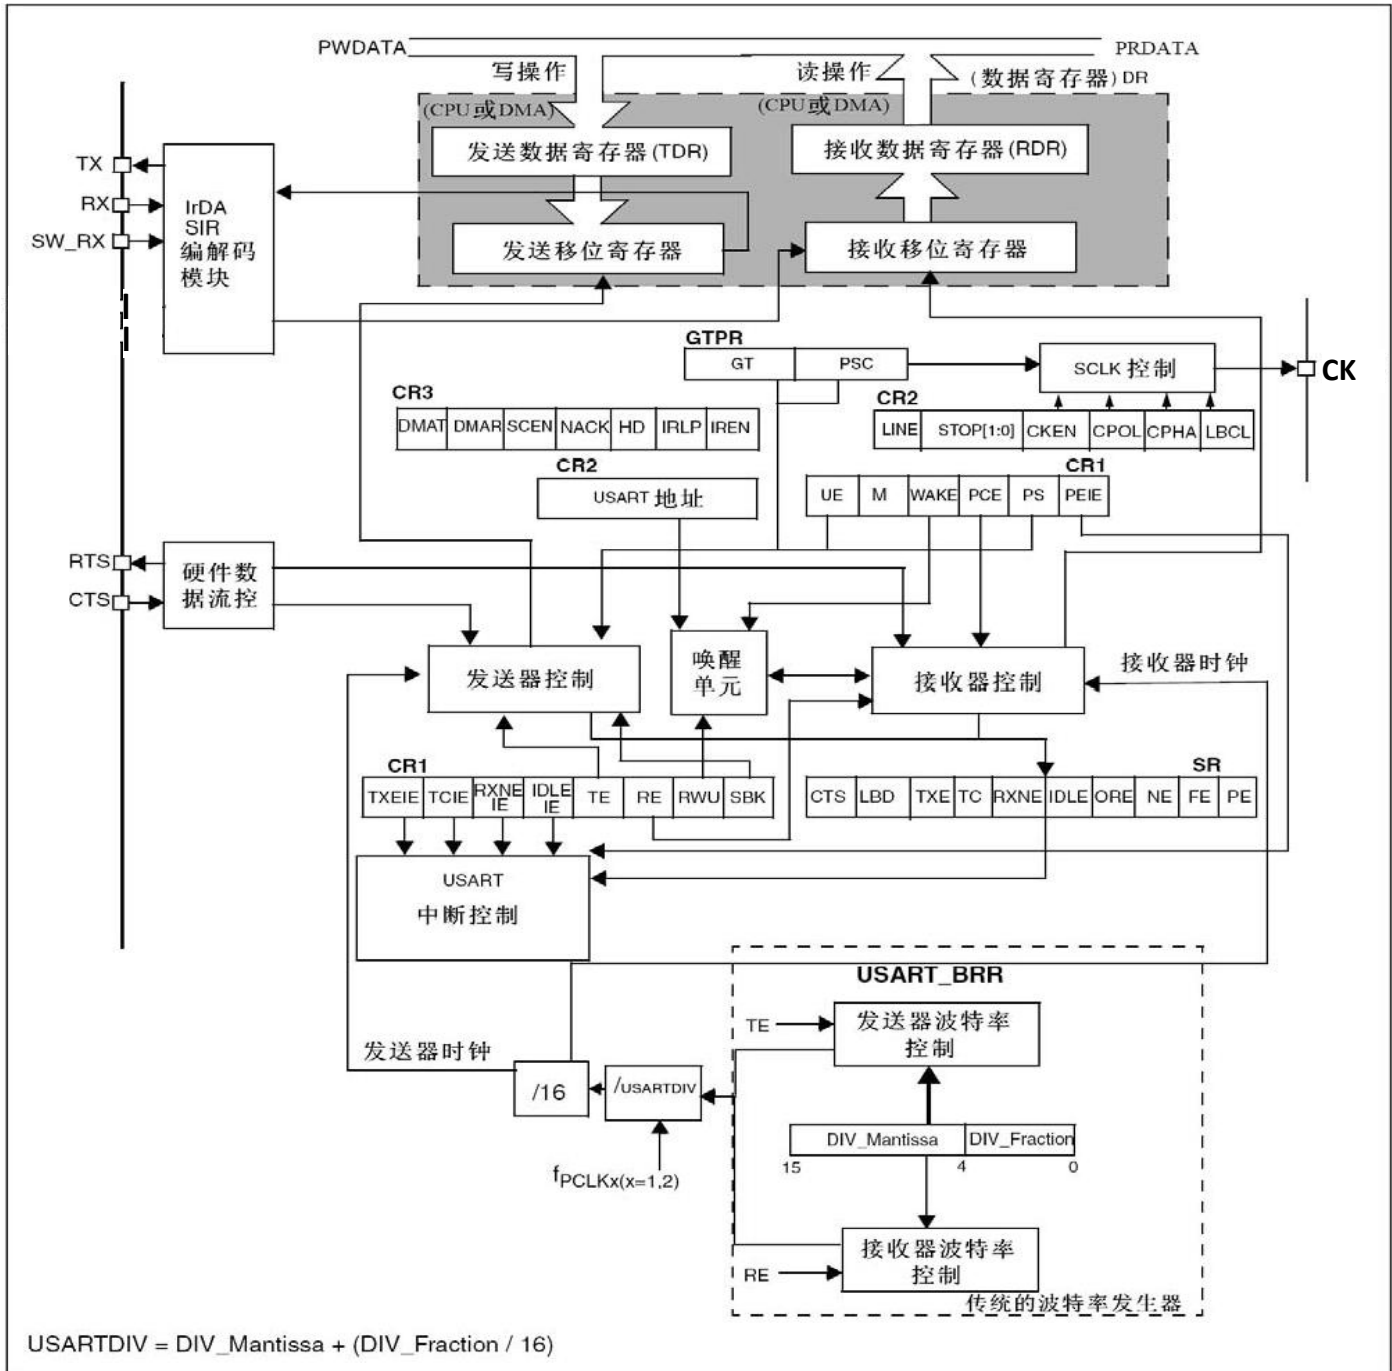 PWDATA
PRDATA
写操作
读操作
(数据寄存器) DR
(CPU或DMA)
(CPU或DMA)
发送数据寄存器(TDR)
接收数据寄存器(RDR)
TX
RX
SW_RX
IrDA
SIR
编解码
模块
发送移位寄存器
接收移位寄存器
GTPR
GT
PSC
SCLK 控制
CK
CR3
DMAT DMAR SCEN NACK HD IRLP IREN
CR2
LINE STOP[1:0] CKEN CPOL CPHA LBCL
CR2
USART 地址
CR1
UE M WAKE PCE PS PEIE
RTS
CTS
硬件数
据流控
发送器控制
唤醒
单元
接收器控制
接收器时钟
CR1
TXEIE TCIE RXNE IE IDLE IE TE RE RWU SBK
SR
CTS LBD TXE TC RXNE IDLE ORE NE FE PE
USART
中断控制
USART_BRR
TE
发送器波特率
控制
发送器时钟
/16
/USARTDIV
DIV_Mantissa DIV_Fraction
15 4 0
fPCLKx(x=1,2)
接收器波特率
控制
RE
传统的波特率发生器
USARTDIV = DIV_Mantissa + (DIV_Fraction / 16)